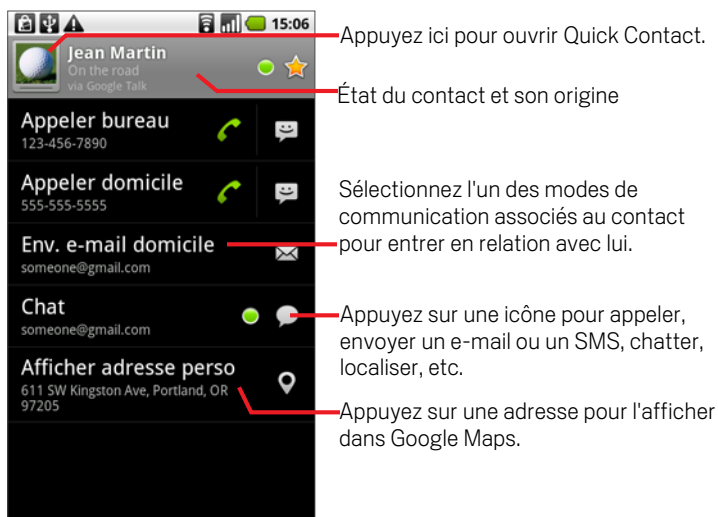 15:06
Jean Martin
On the road
via Google Talk
Appeler bureau
123-456-7890
Appeler domicile
555-555-5555
Env. e-mail domicile
someone@gmail.com
Chat
someone@gmail.com
Afficher adresse perso
611 SW Kingston Ave, Portland, OR
97205
Appuyez ici pour ouvrir Quick Contact.
État du contact et son origine
Sélectionnez l'un des modes de
communication associés au contact
pour entrer en relation avec lui.
Appuyez sur une icône pour appeler,
envoyer un e-mail ou un SMS, chatter,
localiser, etc.
Appuyez sur une adresse pour l'afficher
dans Google Maps.